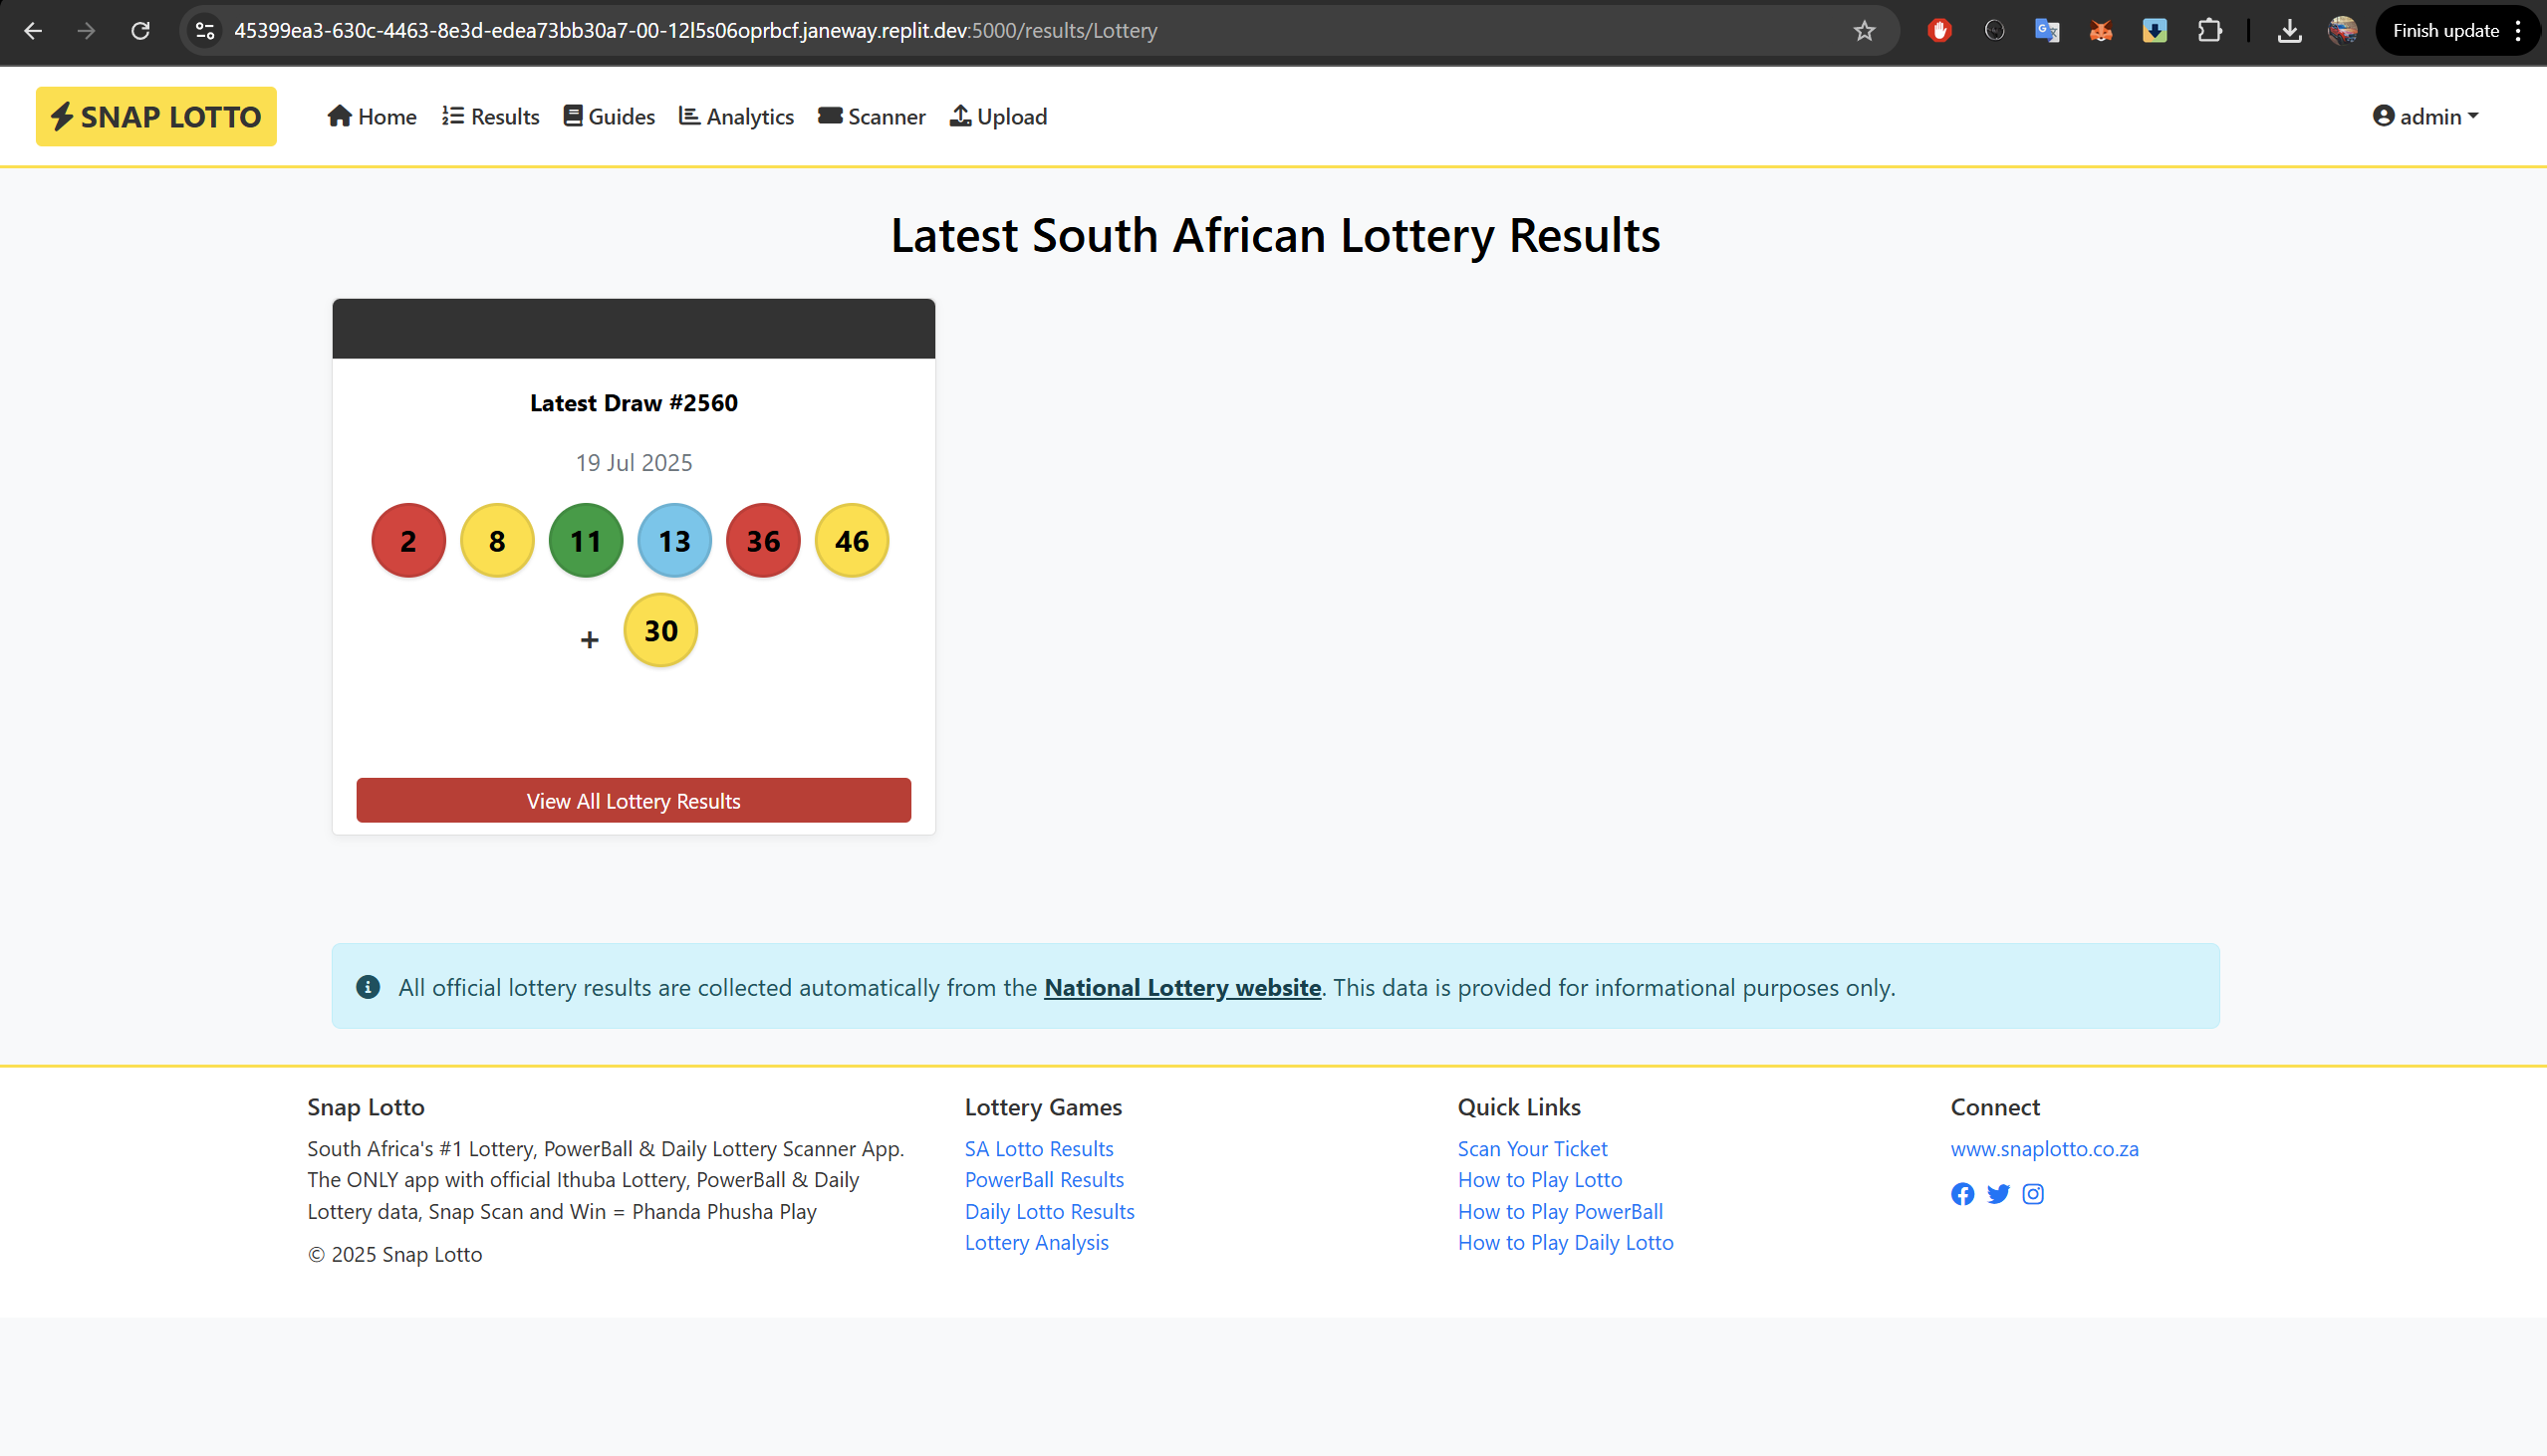 45399ea3-630c-4463-8e3d-edea73bb30a7-00-12l5s06oprbcf.janeway.replit.dev:5000/results/Lottery
Finish update
SNAP LOTTO
Home
Results
Guides
Analytics
Scanner
Upload
admin
Latest South African Lottery Results
Latest Draw #2560
19 Jul 2025
2 8 11 13 36 46
+ 30
View All Lottery Results
All official lottery results are collected automatically from the National Lottery website. This data is provided for informational purposes only.
Snap Lotto
South Africa's #1 Lottery, PowerBall & Daily Lottery Scanner App.
The ONLY app with official Ithuba Lottery, PowerBall & Daily
Lottery data, Snap Scan and Win = Phanda Phusha Play
© 2025 Snap Lotto
Lottery Games
SA Lotto Results
PowerBall Results
Daily Lotto Results
Lottery Analysis
Quick Links
Scan Your Ticket
How to Play Lotto
How to Play PowerBall
How to Play Daily Lotto
Connect
www.snaplotto.co.za